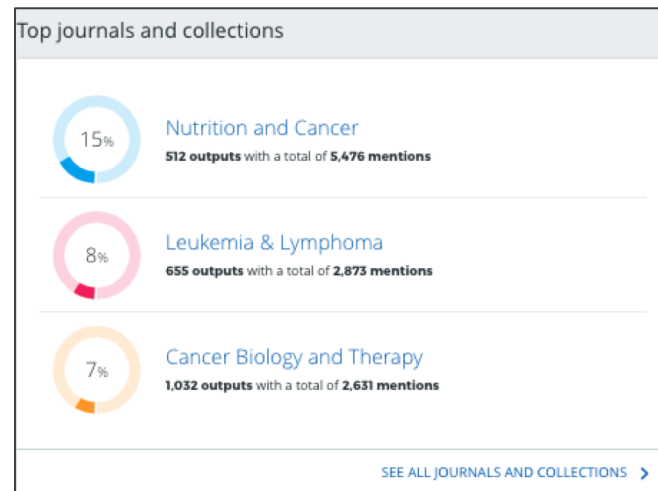 Top journals and collections
15%
Nutrition and Cancer
512 outputs with a total of 5,476 mentions
8%
Leukemia & Lymphoma
655 outputs with a total of 2,873 mentions
7%
Cancer Biology and Therapy
1,032 outputs with a total of 2,631 mentions
SEE ALL JOURNALS AND COLLECTIONS